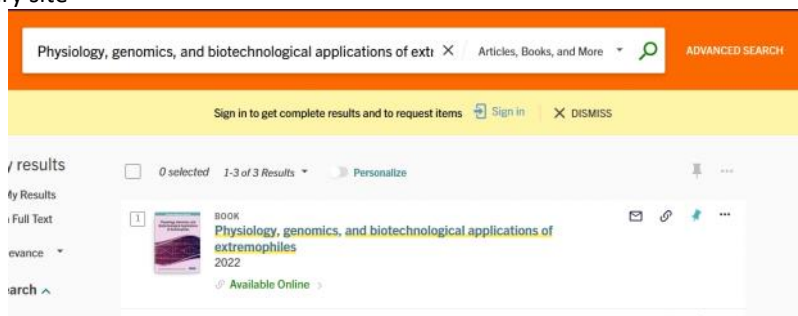 ry site
Physiology, genomics, and biotechnological applications of extr
Articles, Books, and More
ADVANCED SEARCH
Sign in to get complete results and to request items Sign in DISMISS
y results
0 selected 1-3 of 3 Results Personalize
My Results
Full Text
1
BOOK
Physiology, genomics, and biotechnological applications of
extremophiles
2022
Available Online
evance
earch